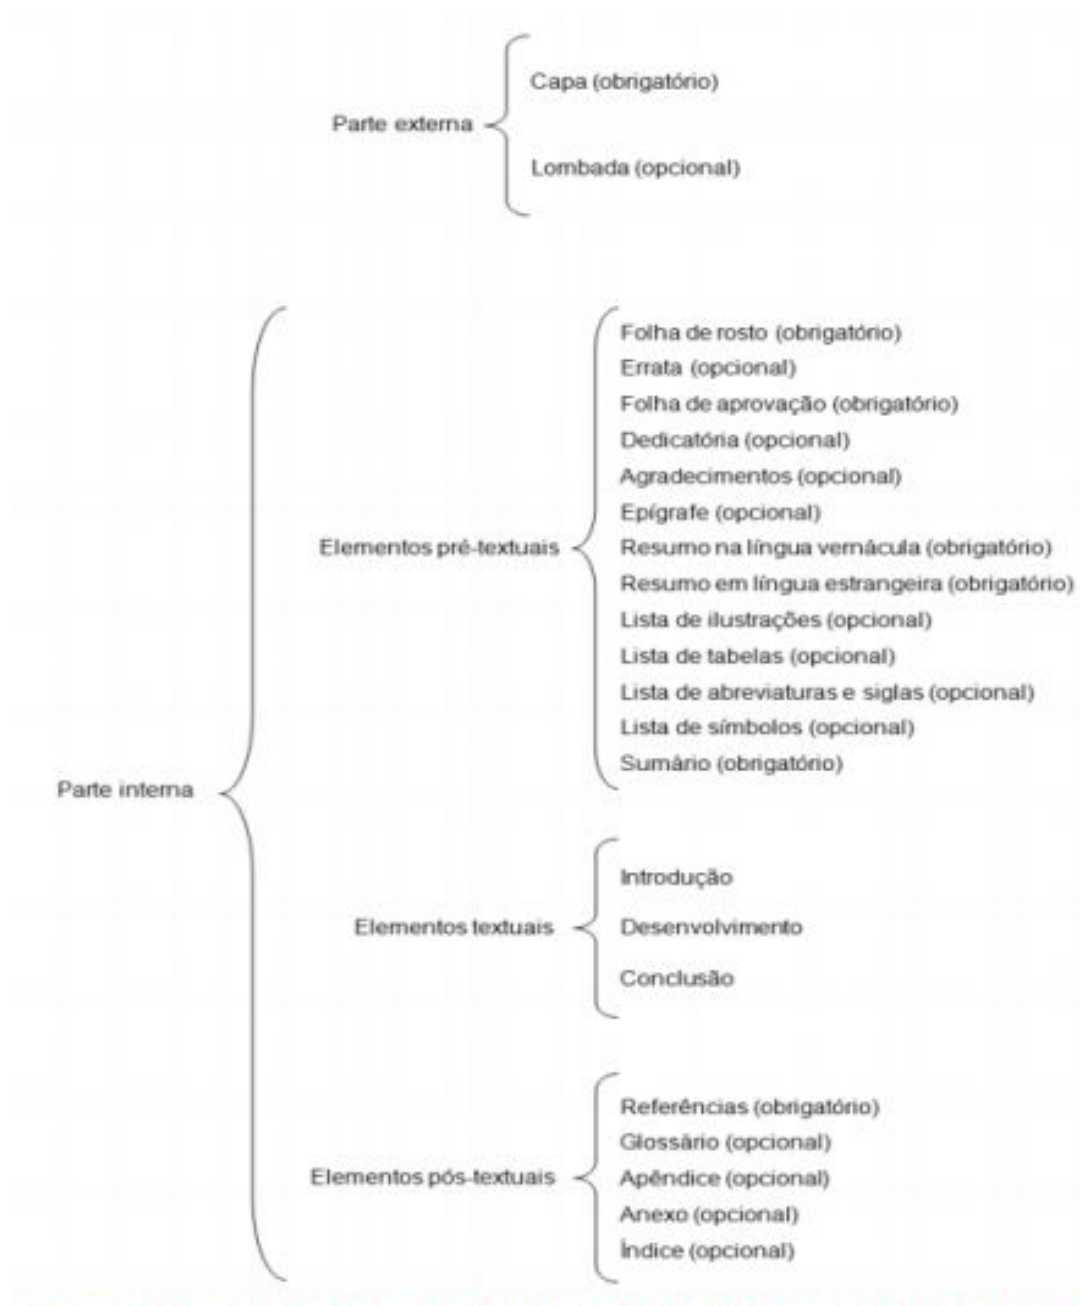 Parte externa
Capa (obrigatório)
Lombada (opcional)
Parte interna
Elementos pré-textuais
Folha de rosto (obrigatório)
Errata (opcional)
Folha de aprovação (obrigatório)
Dedicatória (opcional)
Agradecimentos (opcional)
Epígrafe (opcional)
Resumo na língua vernácula (obrigatório)
Resumo em língua estrangeira (obrigatório)
Lista de ilustrações (opcional)
Lista de tabelas (opcional)
Lista de abreviaturas e siglas (opcional)
Lista de símbolos (opcional)
Sumário (obrigatório)
Elementos textuais
Introdução
Desenvolvimento
Conclusão
Elementos pós-textuais
Referências (obrigatório)
Glossário (opcional)
Apêndice (opcional)
Anexo (opcional)
Índice (opcional)